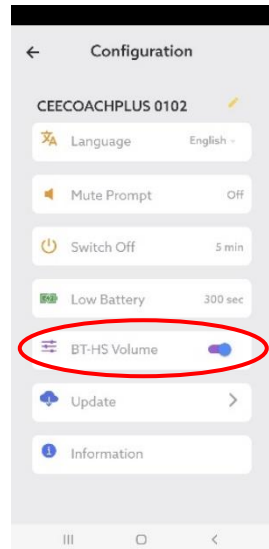 Configuration
CEECOACHPLUS 0102
Language English
Mute Prompt Off
Switch Off 5 min
Low Battery 300 sec
BT-HS Volume
Update
Information